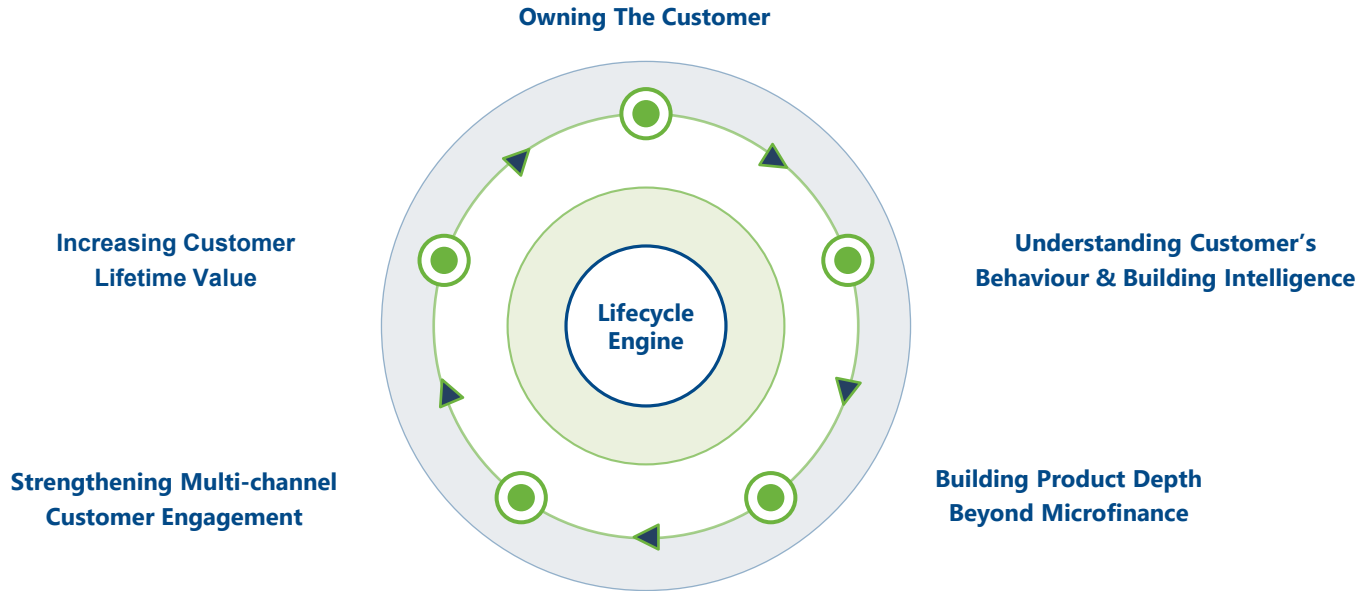 Owning The Customer
Understanding Customer’s
Behaviour & Building Intelligence
Building Product Depth
Beyond Microfinance
Strengthening Multi-channel
Customer Engagement
Increasing Customer
Lifetime Value
Lifecycle
Engine